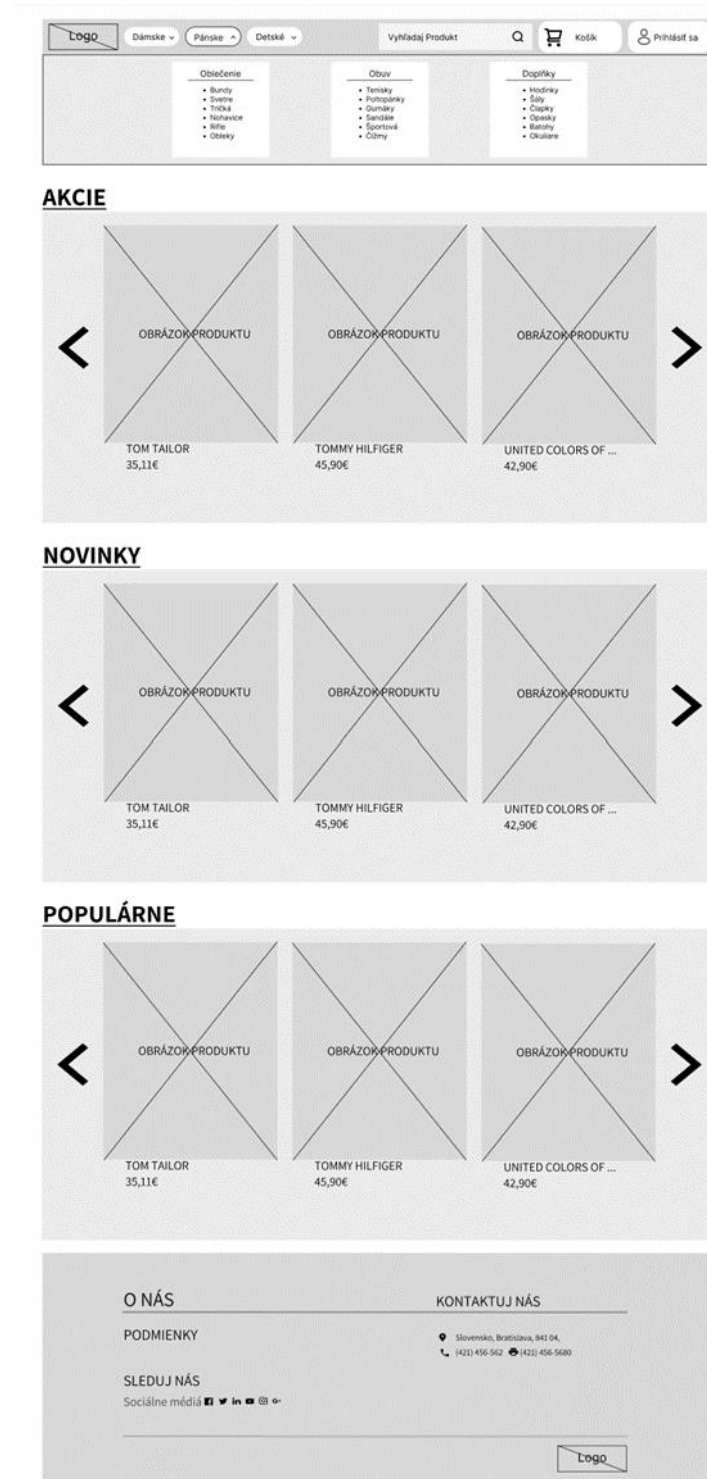 Logo
Dámske
Pánske
Detské
Vyhľadaj Produkt
Košík
Prihlásiť sa
Oblečenie
Bundy
Svetre
Tričká
Nohavice
Rifle
Obleky
Obuv
Tenisky
Poltopánky
Gumáky
Sandále
Športová
Čižmy
Doplňky
Hodinky
Šály
Čiapky
Opasky
Batohy
Okuliare
AKCIE
OBRÁZOK PRODUKTU
OBRÁZOK PRODUKTU
OBRÁZOK PRODUKTU
TOM TAILOR
35,11€
TOMMY HILFIGER
45,90€
UNITED COLORS OF ...
42,90€
NOVINKY
OBRÁZOK PRODUKTU
OBRÁZOK PRODUKTU
OBRÁZOK PRODUKTU
TOM TAILOR
35,11€
TOMMY HILFIGER
45,90€
UNITED COLORS OF ...
42,90€
POPULÁRNE
OBRÁZOK PRODUKTU
OBRÁZOK PRODUKTU
OBRÁZOK PRODUKTU
TOM TAILOR
35,11€
TOMMY HILFIGER
45,90€
UNITED COLORS OF ...
42,90€
O NÁS
PODMIENKY
SLEDUJ NÁS
Sociálne médiá
KONTAKTUJ NÁS
Slovensko, Bratislava, 841 04,
(421) 456-562 (421) 456-5680
Logo